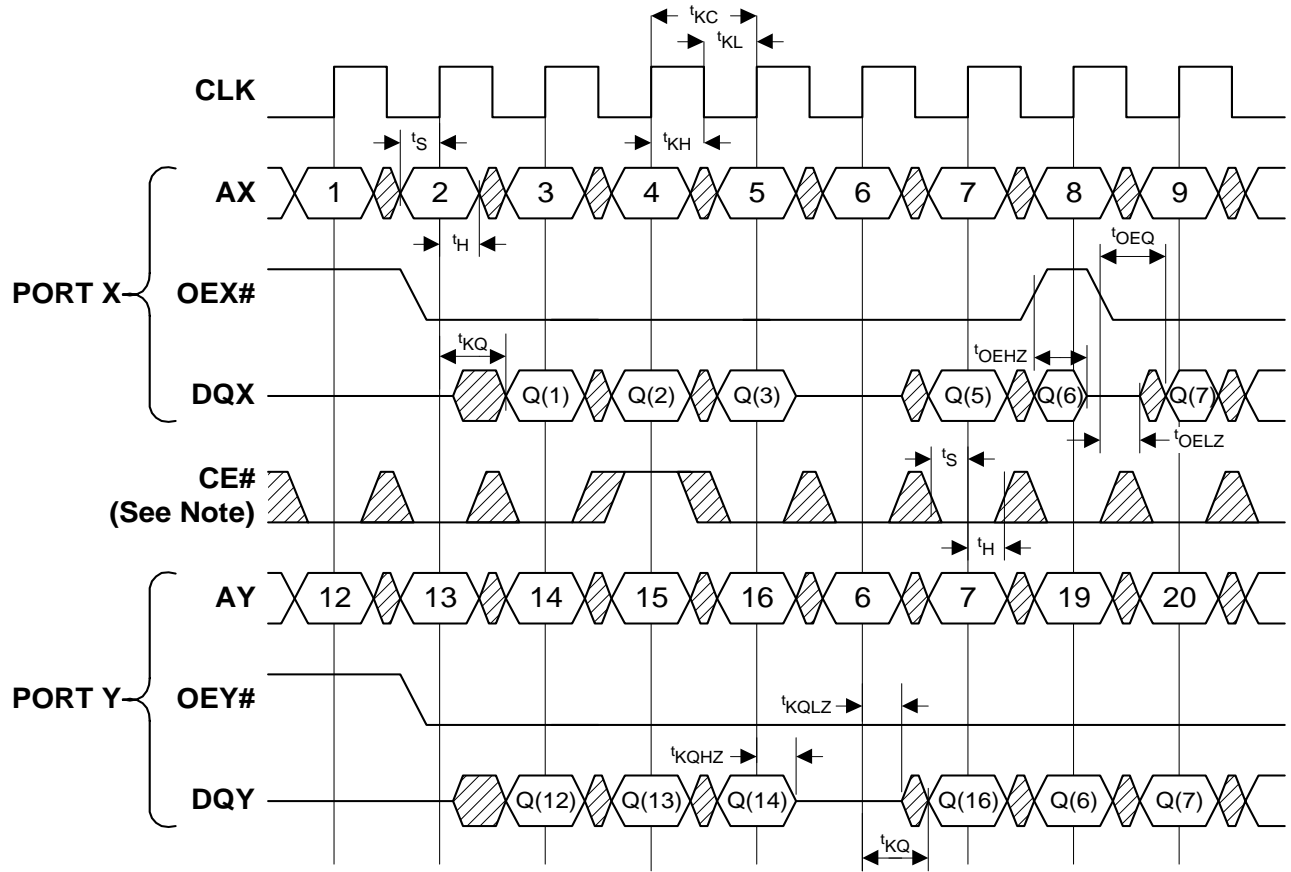 tKC
tKL
CLK
tS
tKH
AX 1 2 3 4 5 6 7 8 9
tH
tOEQ
PORT X OEX#
tKQ
tOEHZ
DQX Q(1) Q(2) Q(3) Q(5) Q(6) Q(7)
tOELZ
tS
CE#
(See Note)
tH
AY 12 13 14 15 16 6 7 19 20
PORT Y OEY#
tKQLZ
tKQHZ
DQY Q(12) Q(13) Q(14) Q(16) Q(6) Q(7)
tKQ